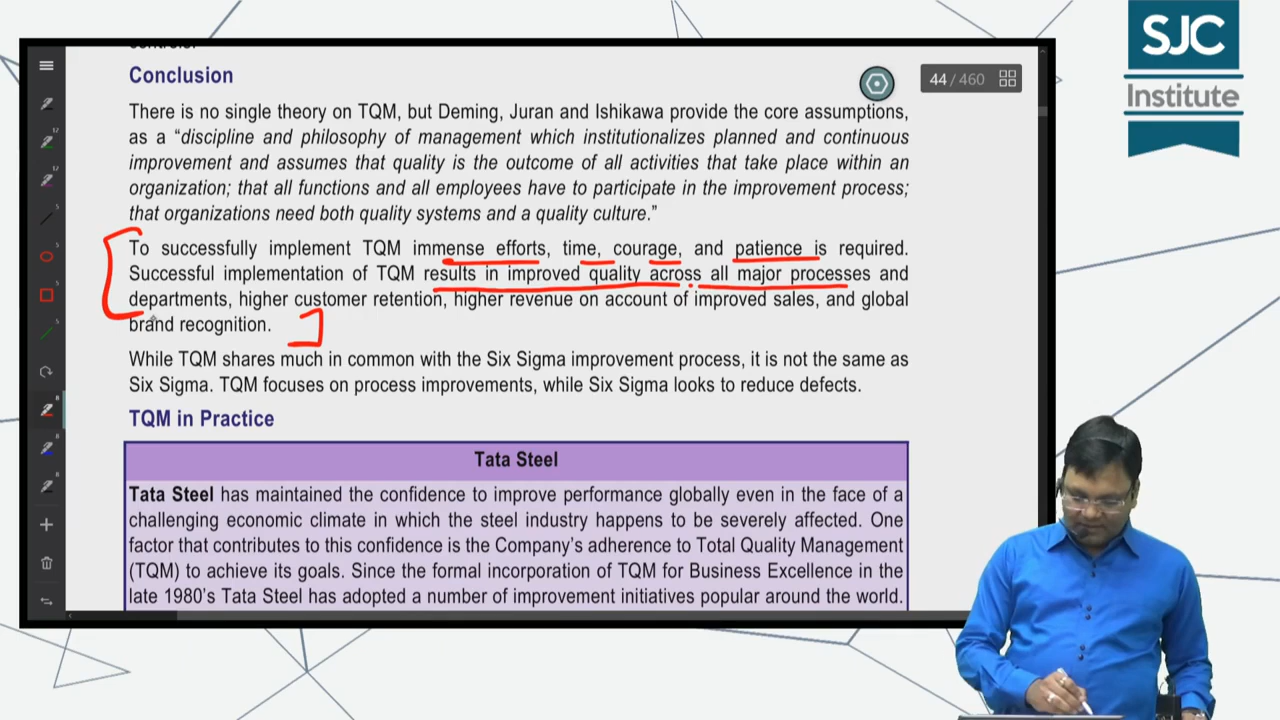 SJC
Institute
44 / 460
Conclusion
There is no single theory on TQM, but Deming, Juran and Ishikawa provide the core assumptions,
as a “discipline and philosophy of management which institutionalizes planned and continuous
improvement and assumes that quality is the outcome of all activities that take place within an
organization; that all functions and all employees have to participate in the improvement process;
that organizations need both quality systems and a quality culture.”
To successfully implement TQM immense efforts, time, courage, and patience is required.
Successful implementation of TQM results in improved quality across all major processes and
departments, higher customer retention, higher revenue on account of improved sales, and global
brand recognition.
While TQM shares much in common with the Six Sigma improvement process, it is not the same as
Six Sigma. TQM focuses on process improvements, while Six Sigma looks to reduce defects.
TQM in Practice
Tata Steel
Tata Steel has maintained the confidence to improve performance globally even in the face of a
challenging economic climate in which the steel industry happens to be severely affected. One
factor that contributes to this confidence is the Company’s adherence to Total Quality Management
(TQM) to achieve its goals. Since the formal incorporation of TQM for Business Excellence in the
late 1980’s Tata Steel has adopted a number of improvement initiatives popular around the world.